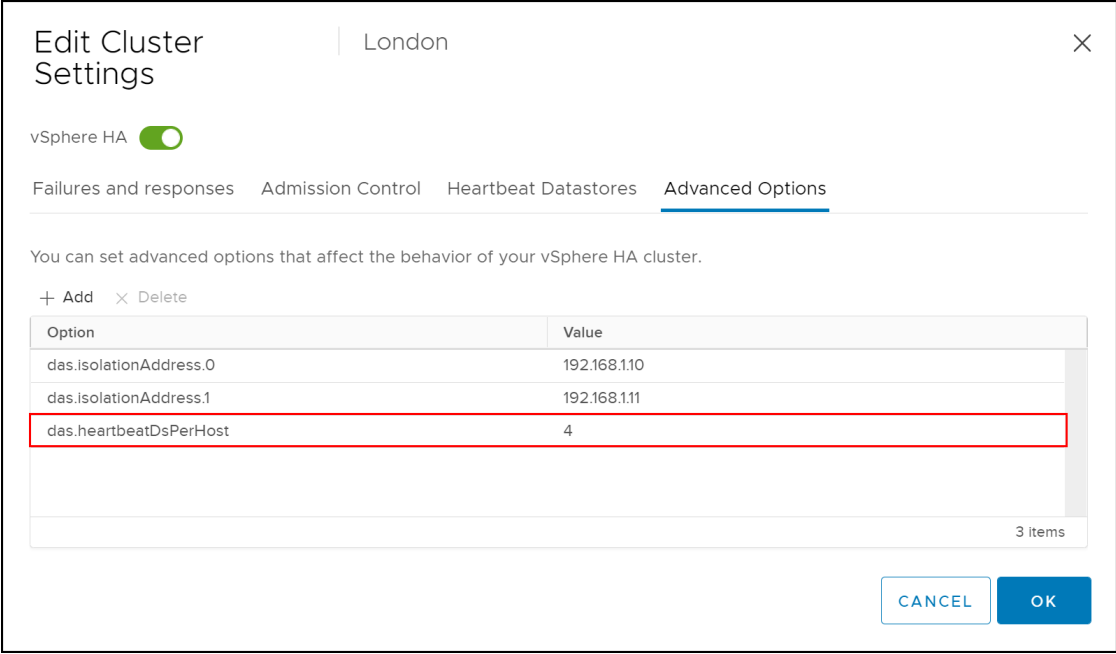 Edit Cluster
Settings
London
vSphere HA
Failures and responses Admission Control Heartbeat Datastores Advanced Options
You can set advanced options that affect the behavior of your vSphere HA cluster.
Add Delete
Option Value
das.isolationAddress.0 192.168.1.10
das.isolationAddress.1 192.168.1.11
das.heartbeatDsPerHost 4
3 items
CANCEL OK